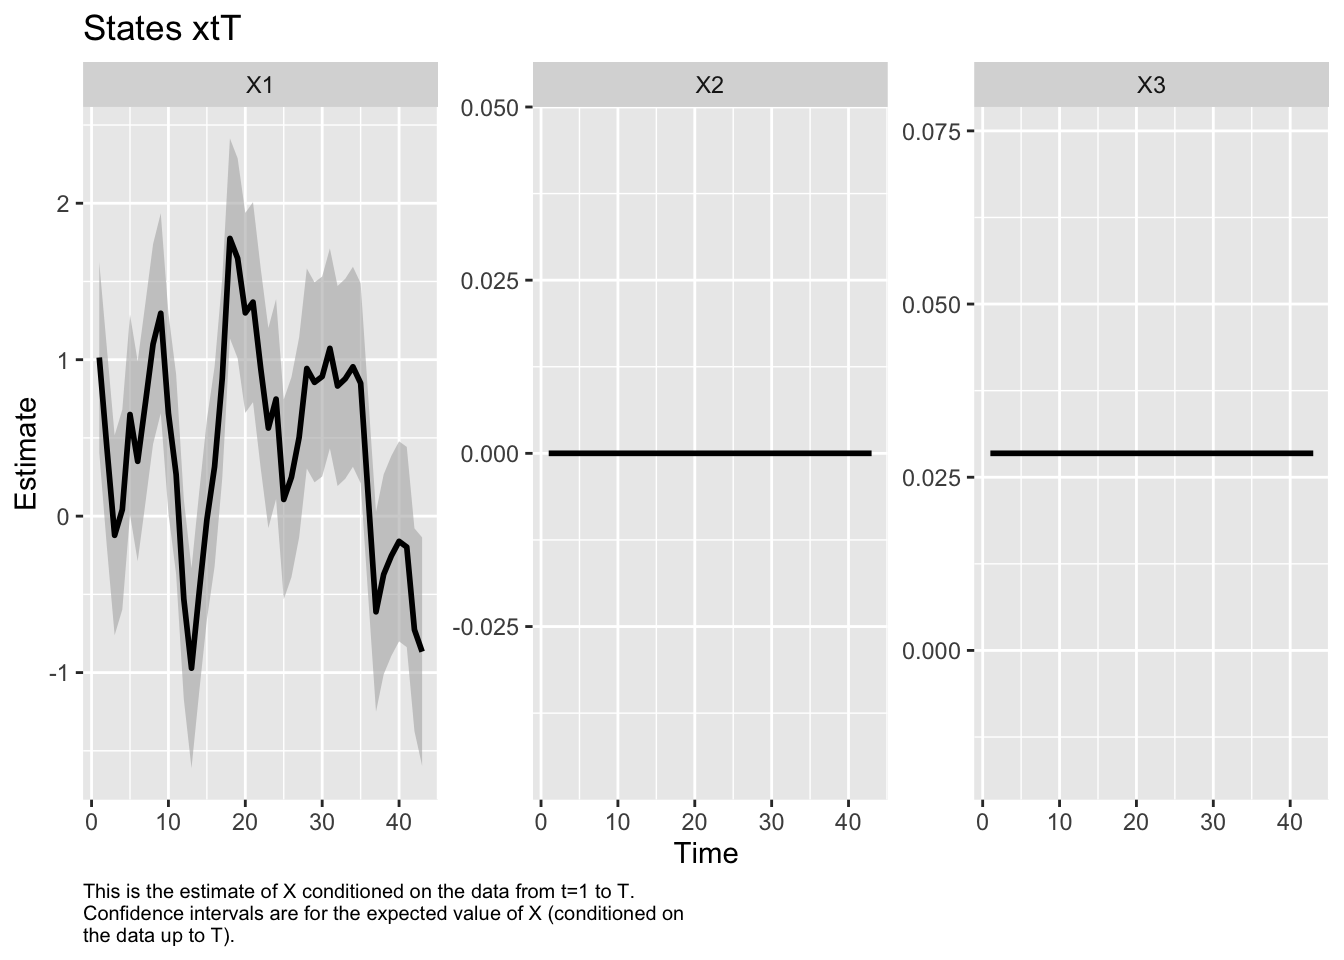 States xtT
X1
X2
X3
Estimate
2
1
0
-1
0.050
0.025
0.000
-0.025
0.075
0.050
0.025
0.000
0 10 20 30 40
0 10 20 30 40
0 10 20 30 40
Time
This is the estimate of X conditioned on the data from t=1 to T.
Confidence intervals are for the expected value of X (conditioned on
the data up to T).